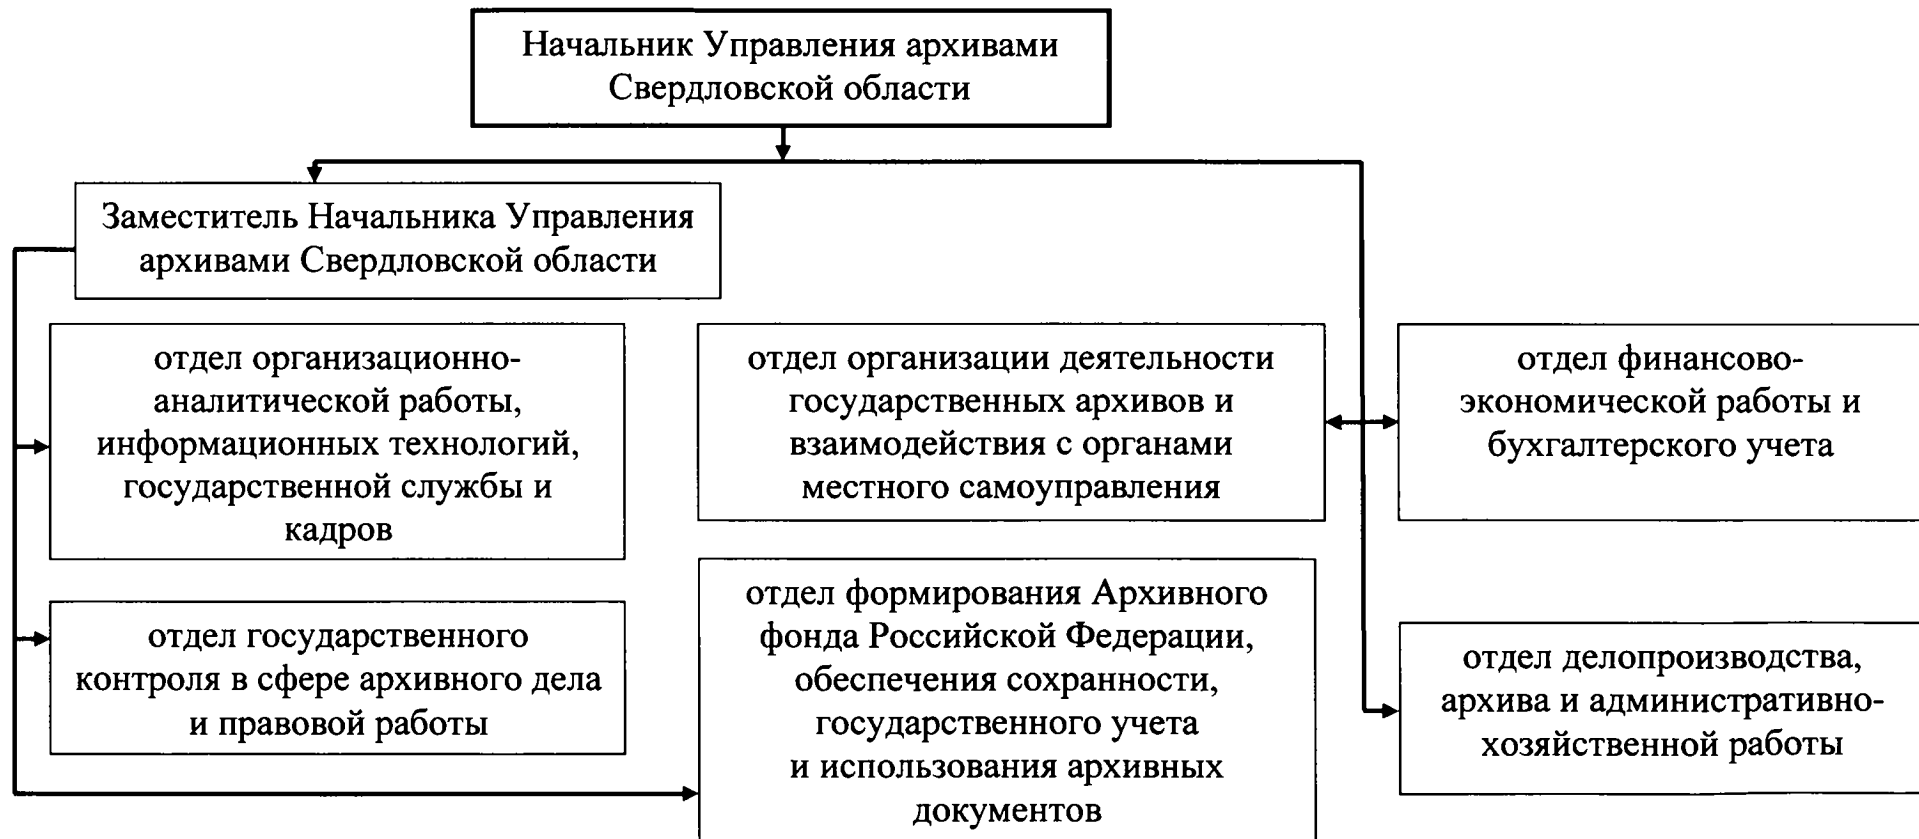 Начальник Управления архивами
Свердловской области
Заместитель Начальника Управления
архивами Свердловской области
отдел организационно-
аналитической работы,
информационных технологий,
государственной службы и
кадров
отдел организации деятельности
государственных архивов и
взаимодействия с органами
местного самоуправления
отдел финансово-
экономической работы и
бухгалтерского учета
отдел государственного
контроля в сфере архивного дела
и правовой работы
отдел формирования Архивного
фонда Российской Федерации,
обеспечения сохранности,
государственного учета
и использования архивных
документов
отдел делопроизводства,
архива и административно-
хозяйственной работы